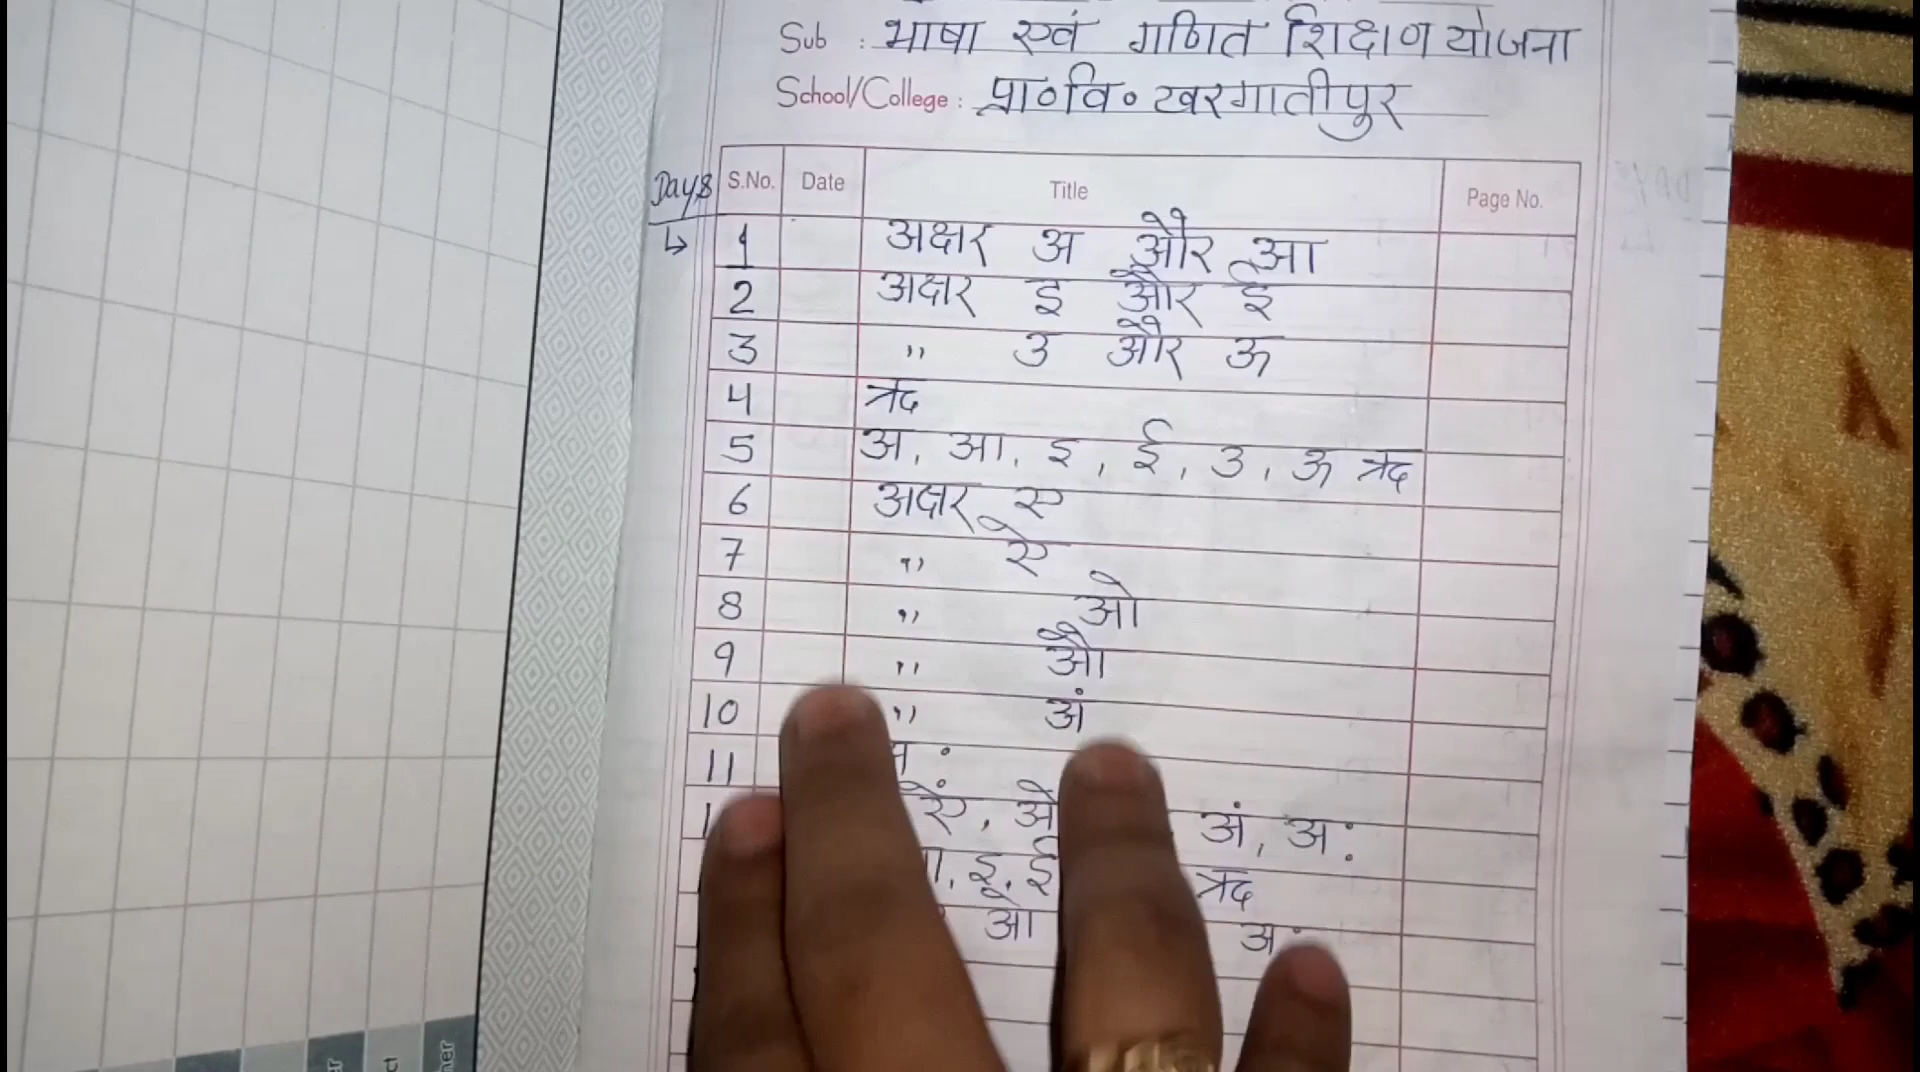 Sub : भाषा एवं गणित शिक्षण योजना
School/College : प्रा०वि० खरगातीपुर
Days S.No. Date Title Page No.
↳ 1 अक्षर अ और आ
2 अक्षर इ और ई
3 ,, उ और ऊ
4 ऋ
5 अ, आ, इ, ई, उ, ऊ ऋ
6 अक्षर ए
7 ,, ऐ
8 ,, ओ
9 ,, औ
10 ,, अं
11
अं, अ:
इ, ई ऋ
अ: